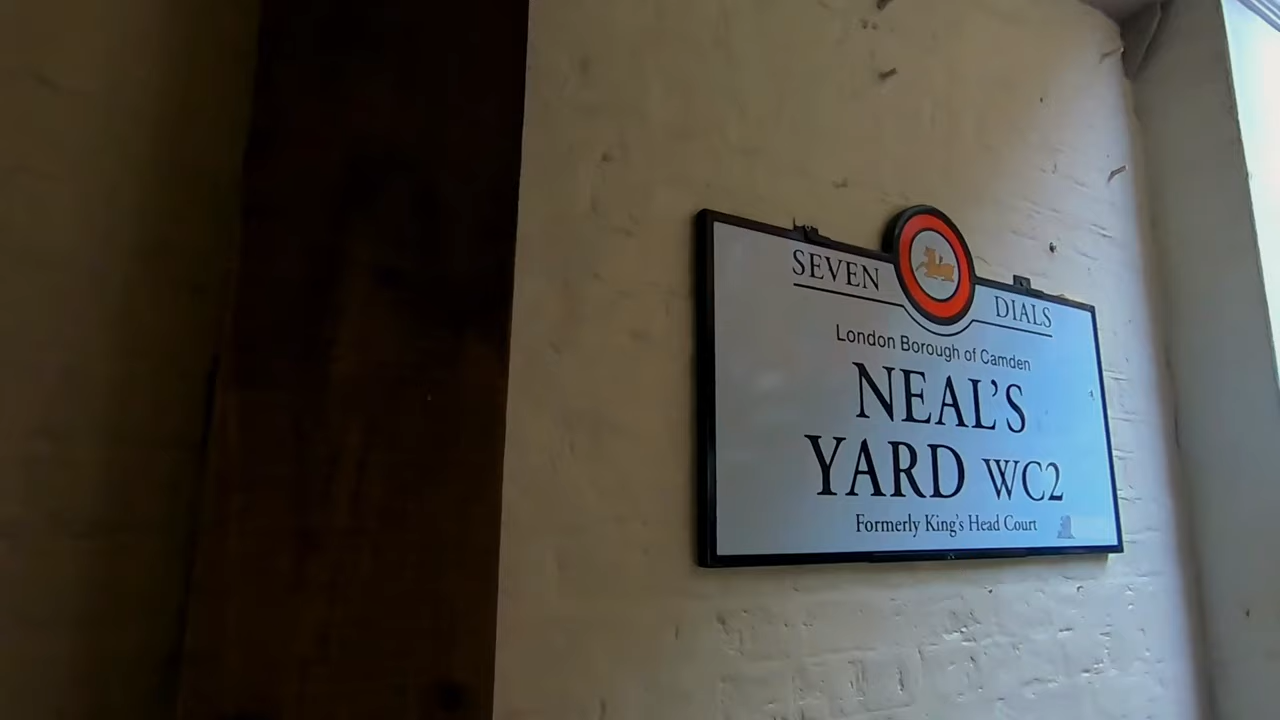 SEVEN DIALS
London Borough of Camden
NEAL'S
YARD WC2
Formerly King's Head Court